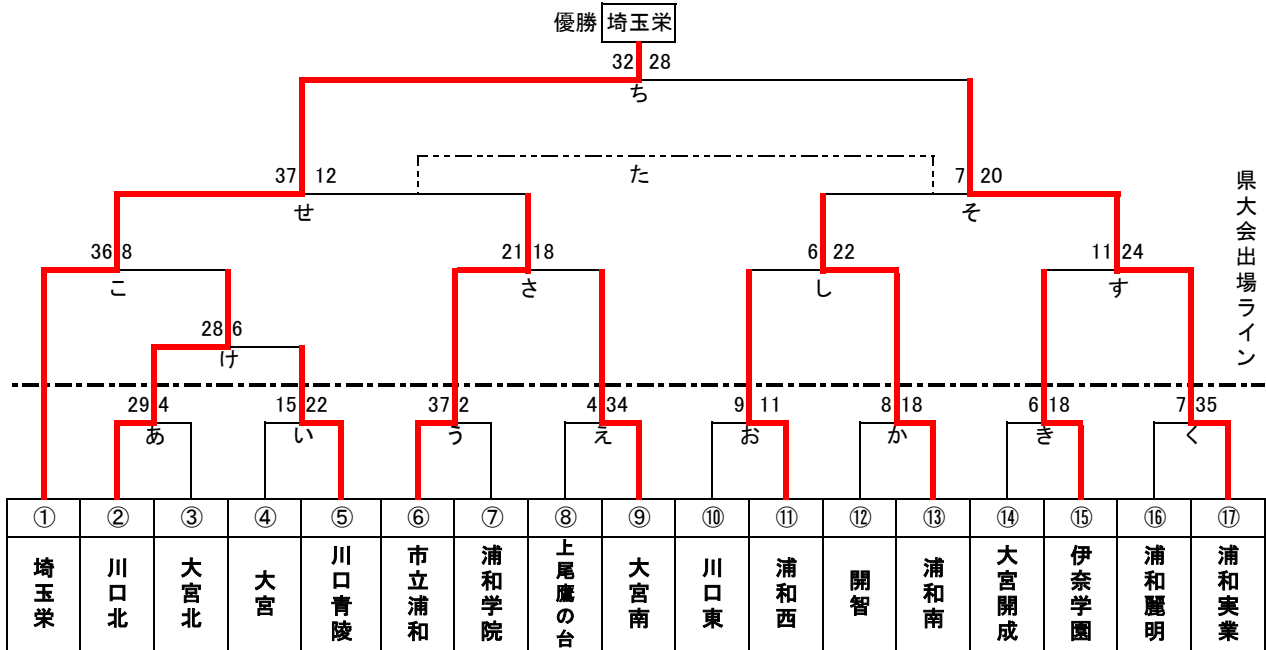 優勝 埼玉栄
32 28
ち
37 12
せ
た
7 20
そ
県大会出場ライン
36 8
こ
21 18
さ
6 22
し
11 24
す
28 6
け
29 4
あ
15 22
い
37 2
う
4 34
え
9 11
お
8 18
か
6 18
き
7 35
く
① ② ③ ④ ⑤ ⑥ ⑦ ⑧ ⑨ ⑩ ⑪ ⑫ ⑬ ⑭ ⑮ ⑯ ⑰
埼玉栄
川口北
大宮北
大宮
川口青陵
市立浦和
浦和学院
上尾鷹の台
大宮南
川口東
浦和西
開智
浦和南
大宮開成
伊奈学園
浦和麗明
浦和実業